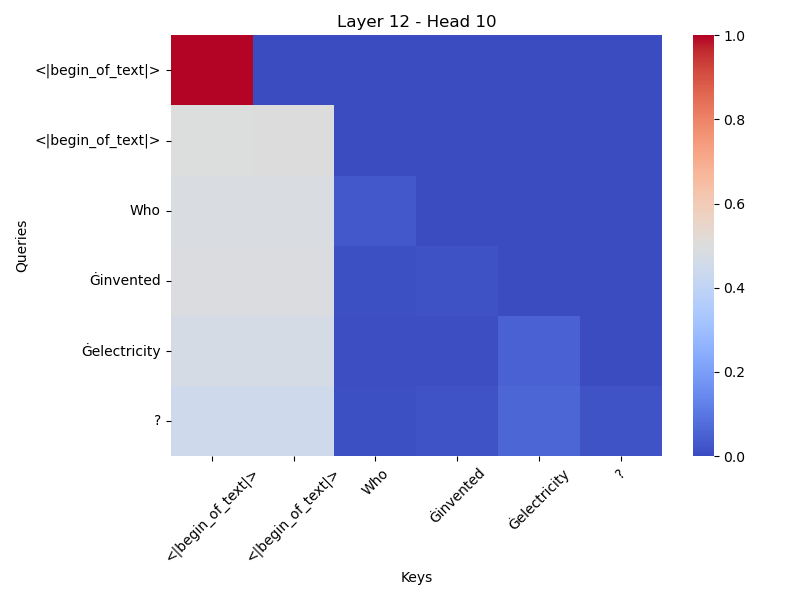 Layer 12 - Head 10
<|begin_of_text|>
<|begin_of_text|>
Who
Ġinvented
Ġelectricity
?
Queries
<|begin_of_text|>
<|begin_of_text|>
Who
Ġinvented
Ġelectricity
?
Keys
1.0
0.8
0.6
0.4
0.2
0.0